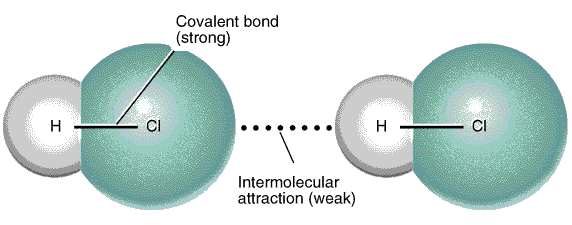 Covalent bond
(strong)
H
Cl
H
Cl
Intermolecular
attraction (weak)